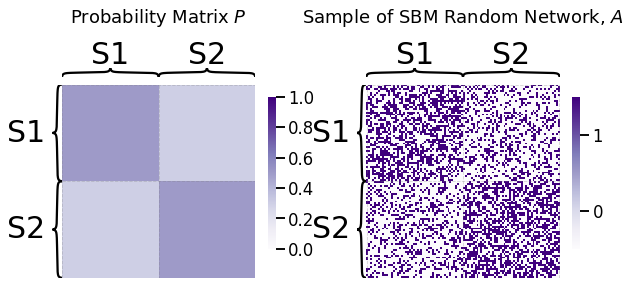 Probability Matrix P
S1 S2
S1
S2
1.0
0.8
0.6
0.4
0.2
0.0
Sample of SBM Random Network, A
S1 S2
S1
S2
1
0